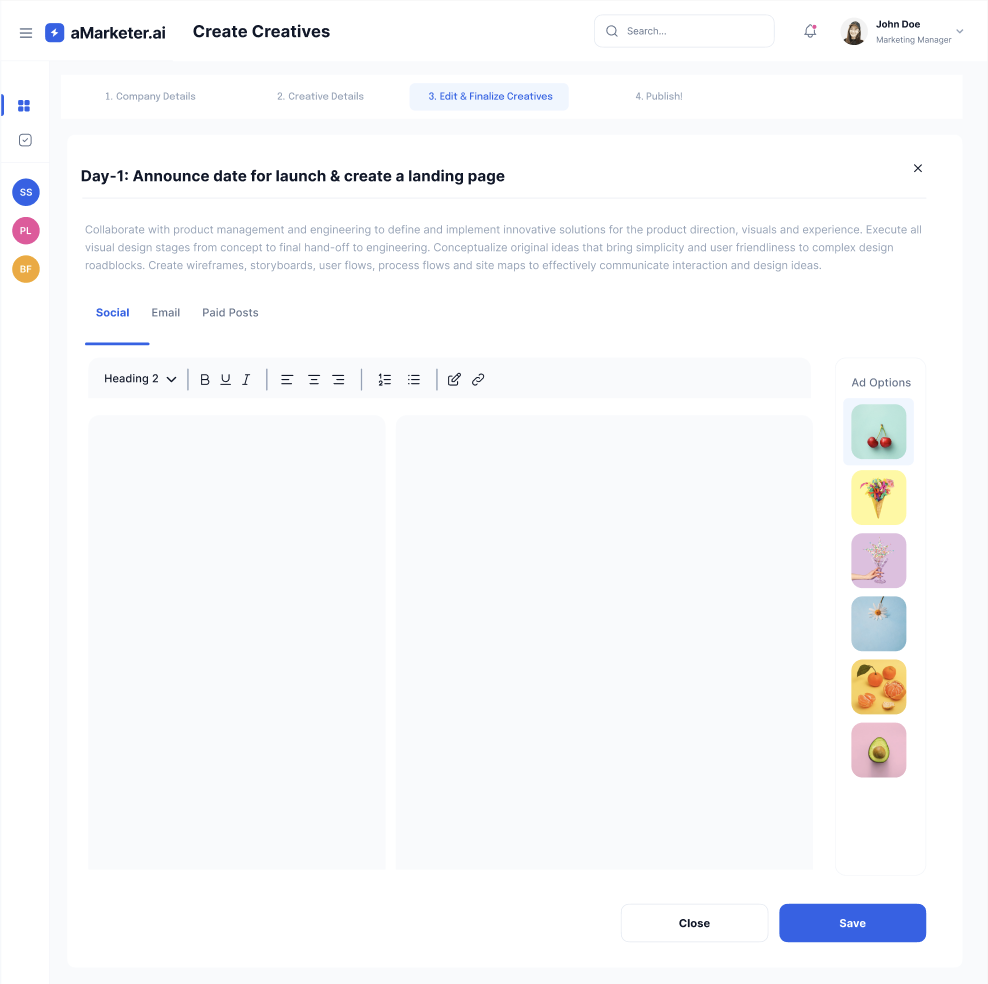 aMarketer.ai
Create Creatives
Search...
John Doe
Marketing Manager
1. Company Details
2. Creative Details
3. Edit & Finalize Creatives
4. Publish!
SS
PL
BF
Day-1: Announce date for launch & create a landing page
Collaborate with product management and engineering to define and implement innovative solutions for the product direction, visuals and experience. Execute all
visual design stages from concept to final hand-off to engineering. Conceptualize original ideas that bring simplicity and user friendliness to complex design
roadblocks. Create wireframes, storyboards, user flows, process flows and site maps to effectively communicate interaction and design ideas.
Social
Email
Paid Posts
Heading 2
B U I
Ad Options
Close
Save